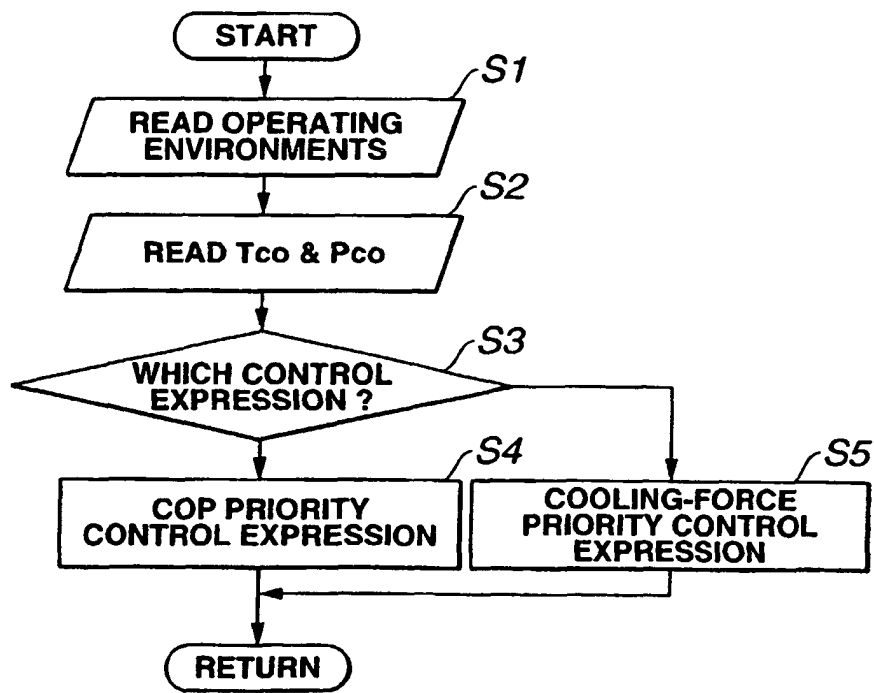 START
S1
READ OPERATING
ENVIRONMENTS
S2
READ Tco & Pco
S3
WHICH CONTROL
EXPRESSION ?
S4
COP PRIORITY
CONTROL EXPRESSION
S5
COOLING-FORCE
PRIORITY CONTROL
EXPRESSION
RETURN